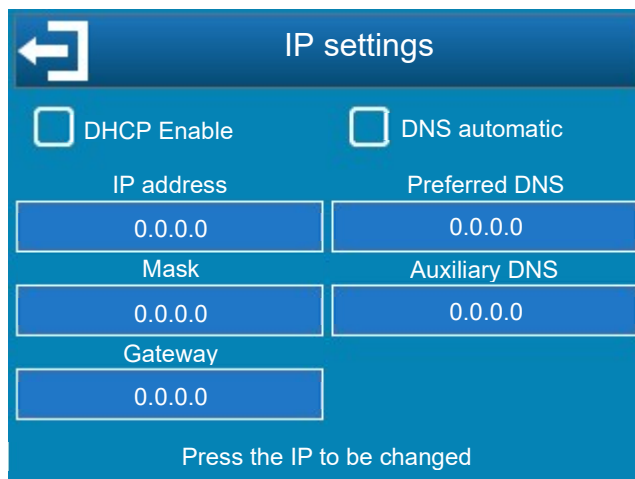 IP settings
DHCP Enable
DNS automatic
IP address
Preferred DNS
0.0.0.0
0.0.0.0
Mask
Auxiliary DNS
0.0.0.0
0.0.0.0
Gateway
0.0.0.0
Press the IP to be changed